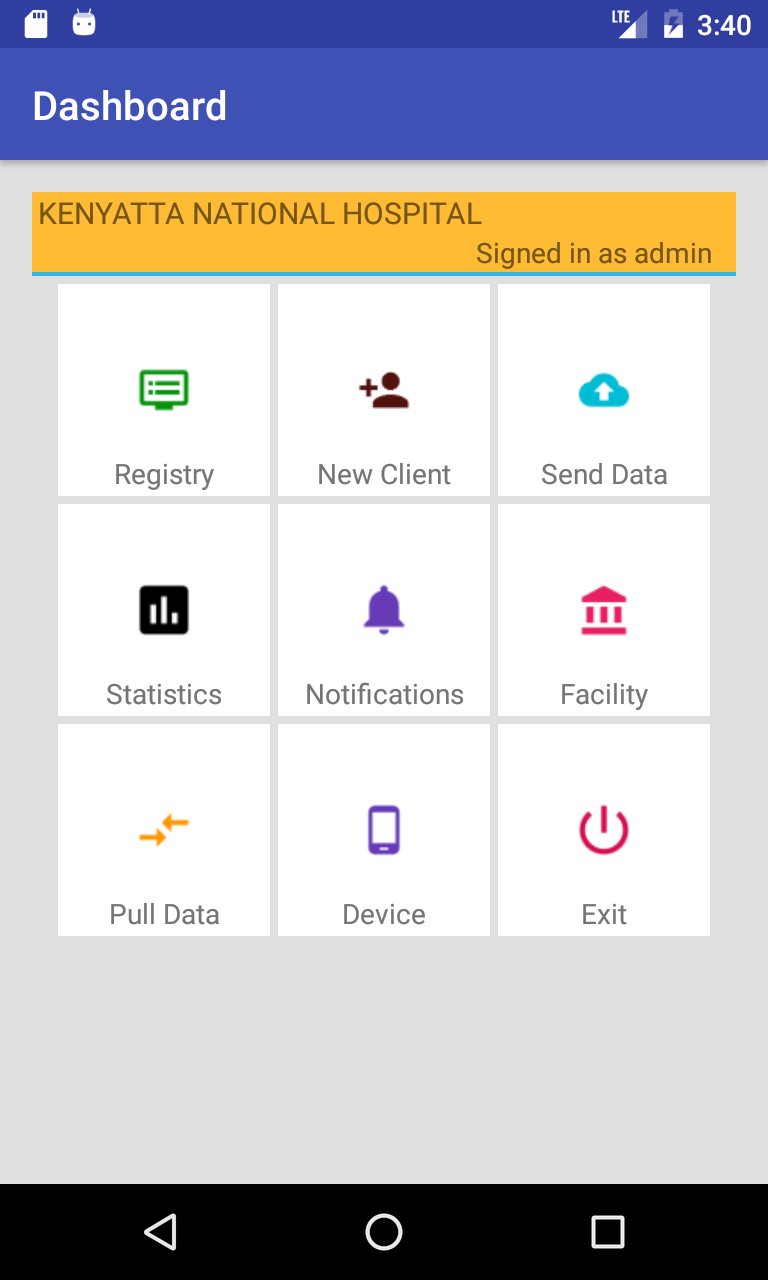 LTE 3:40
Dashboard
KENYATTA NATIONAL HOSPITAL
Signed in as admin
Registry
New Client
Send Data
Statistics
Notifications
Facility
Pull Data
Device
Exit